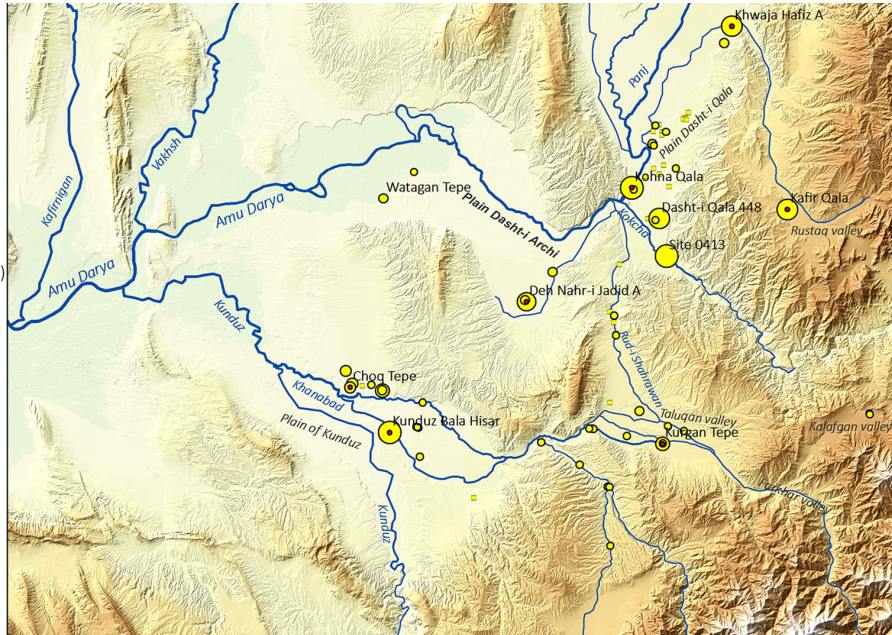 Khwaja Hafiz A
Panj
Plain Dasht-i Qala
Vakhsh
Kafirnigan
Kohna Qala
Watagan Tepe
Amu Darya
Plain Dasht-i Archi
Kokcha
Dasht-i Qala 448
Kafir Qala
Rustaq valley
Site 0413
)
Amu Darya
Deh Nahr-i Jadid A
Kunduz
Rud-i Shahrawan
Choq Tepe
Khanabad
Plain of Kunduz
Kunduz Bala Hisar
Taluqan valley
Kurgan Tepe
Kalafgan valley
Farkhar valley
Kunduz